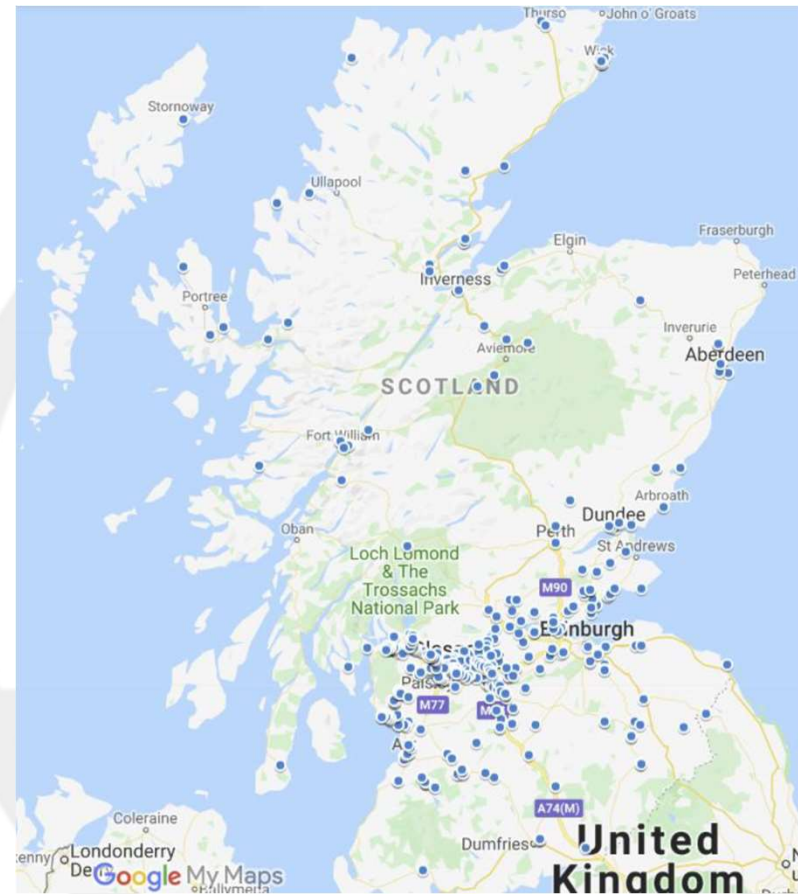 Thurso
John o' Groats
Wick
Stornoway
Ullapool
Elgin
Fraserburgh
Peterhead
Inverness
Portree
Inverurie
Aviemore
Aberdeen
SCOTLAND
Fort William
Arbroath
Dundee
Oban
Perth
St Andrews
Loch Lomond
& The
Trossachs
National Park
M90
Edinburgh
M77
A74(M)
Coleraine
Dumfries
United
Kingdom
Londonderry
Google My Maps
Ballymena